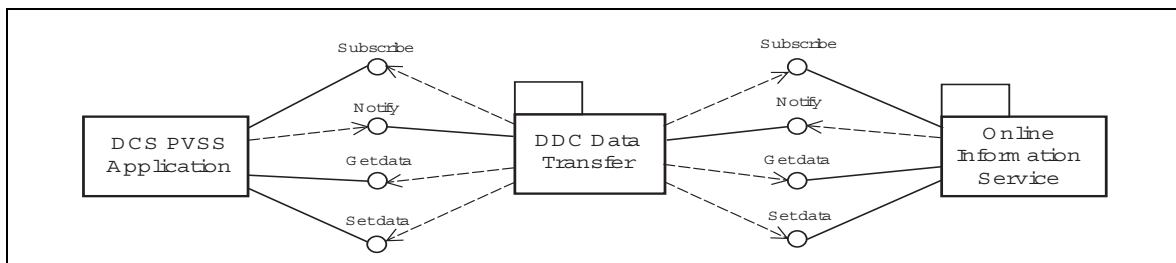 Subscribe
Notify
Getdata
Setdata
DCS PVSS
Application
DDC Data
Transfer
Subscribe
Notify
Getdata
Setdata
Online
Information
Service